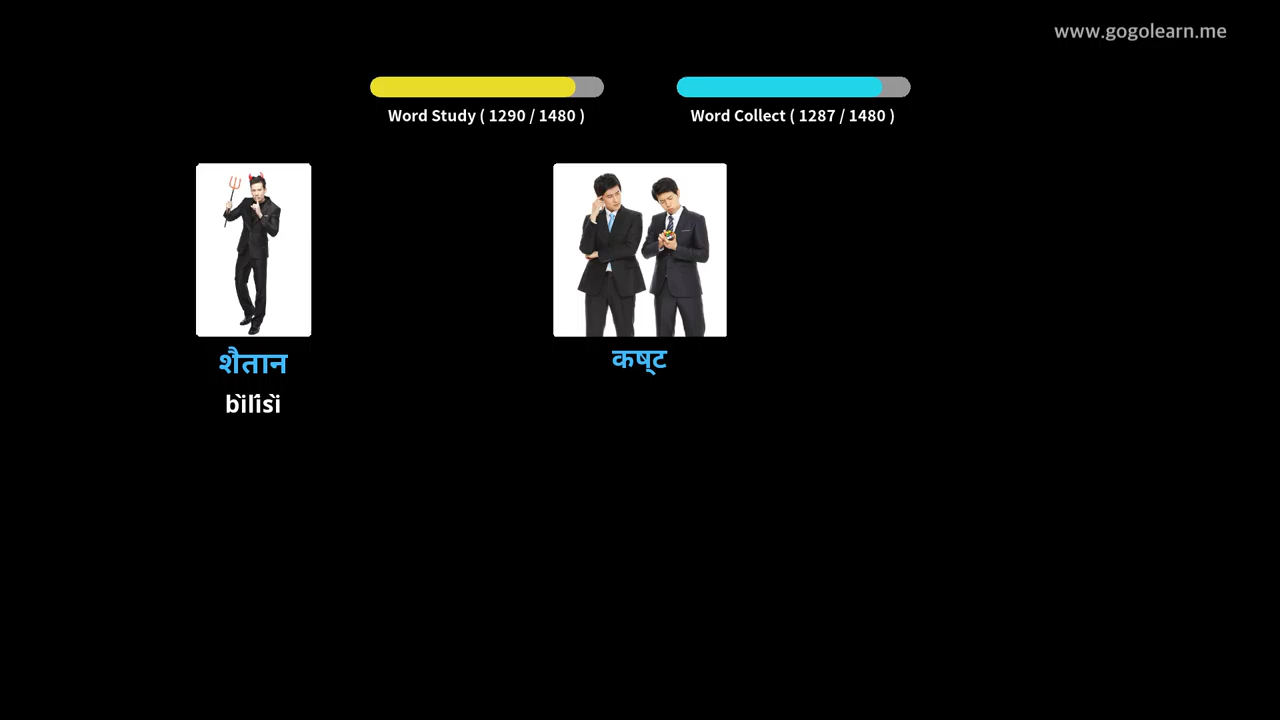 www.gogolearn.me
Word Study ( 1290 / 1480 )
Word Collect ( 1287 / 1480 )
शैतान
bìlísì
कष्ट